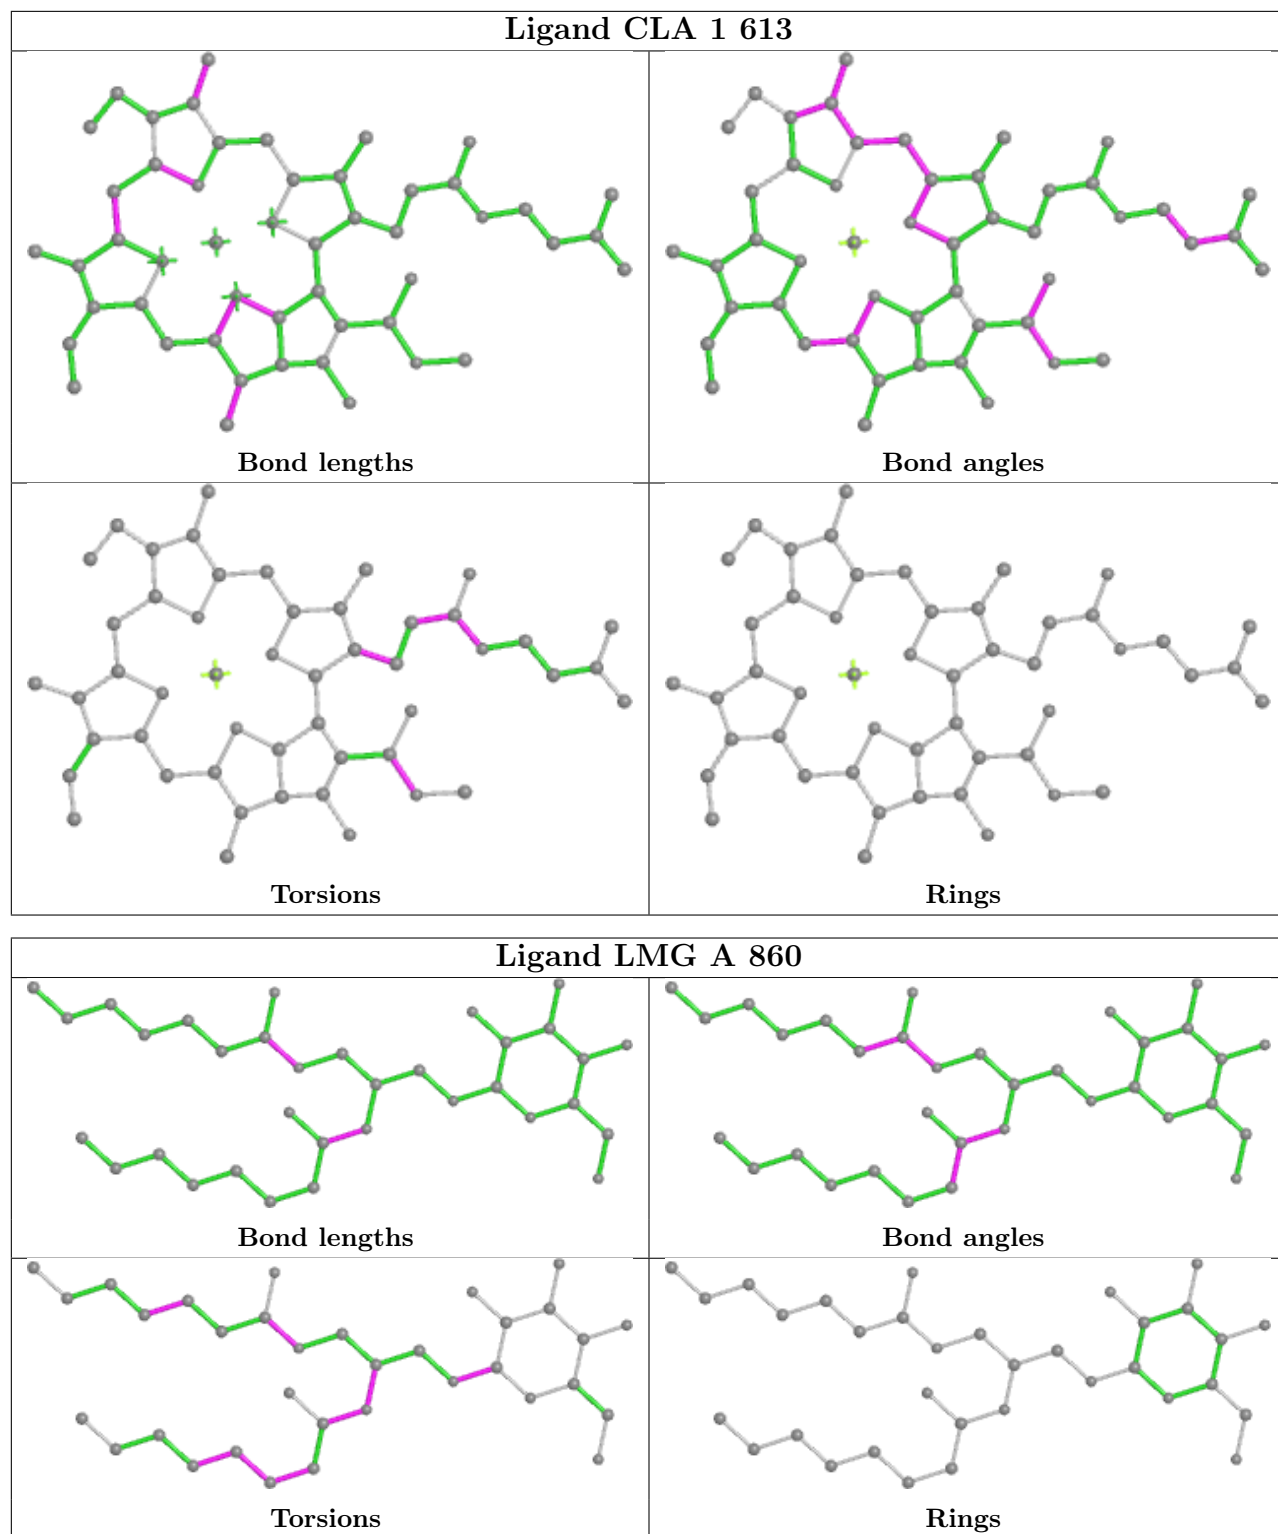 Ligand CLA 1 613
Bond lengths
Bond angles
Torsions
Rings
Ligand LMG A 860
Bond lengths
Bond angles
Torsions
Rings